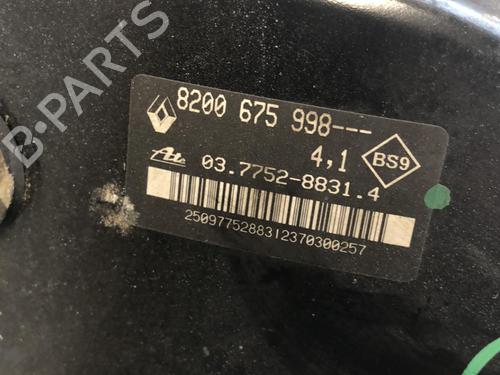 B-PARTS
8200 675 998---
4,1 BS9
Ate 03.7752-8831.4
2509775288312370300257